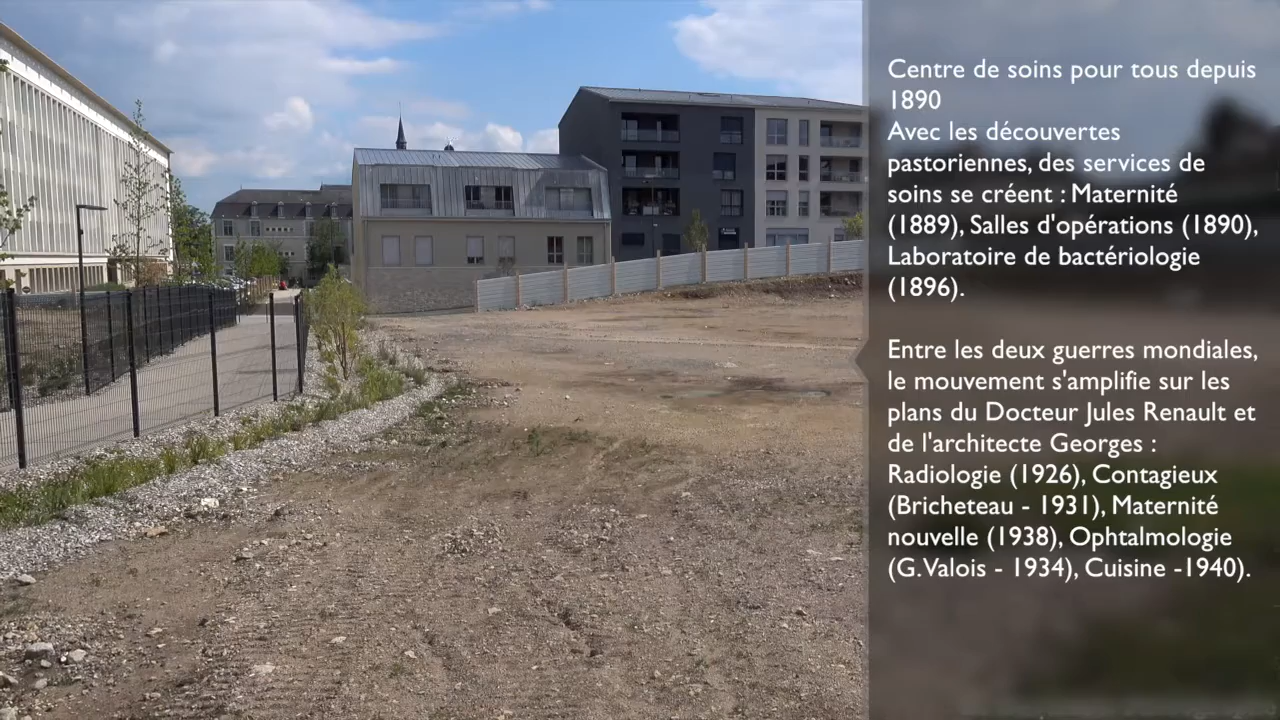 Centre de soins pour tous depuis
1890
Avec les découvertes
pastoriennes, des services de
soins se créent : Maternité
(1889), Salles d'opérations (1890),
Laboratoire de bactériologie
(1896).
Entre les deux guerres mondiales,
le mouvement s'amplifie sur les
plans du Docteur Jules Renault et
de l'architecte Georges :
Radiologie (1926), Contagieux
(Bricheteau - 1931), Maternité
nouvelle (1938), Ophtalmologie
(G. Valois - 1934), Cuisine -1940).